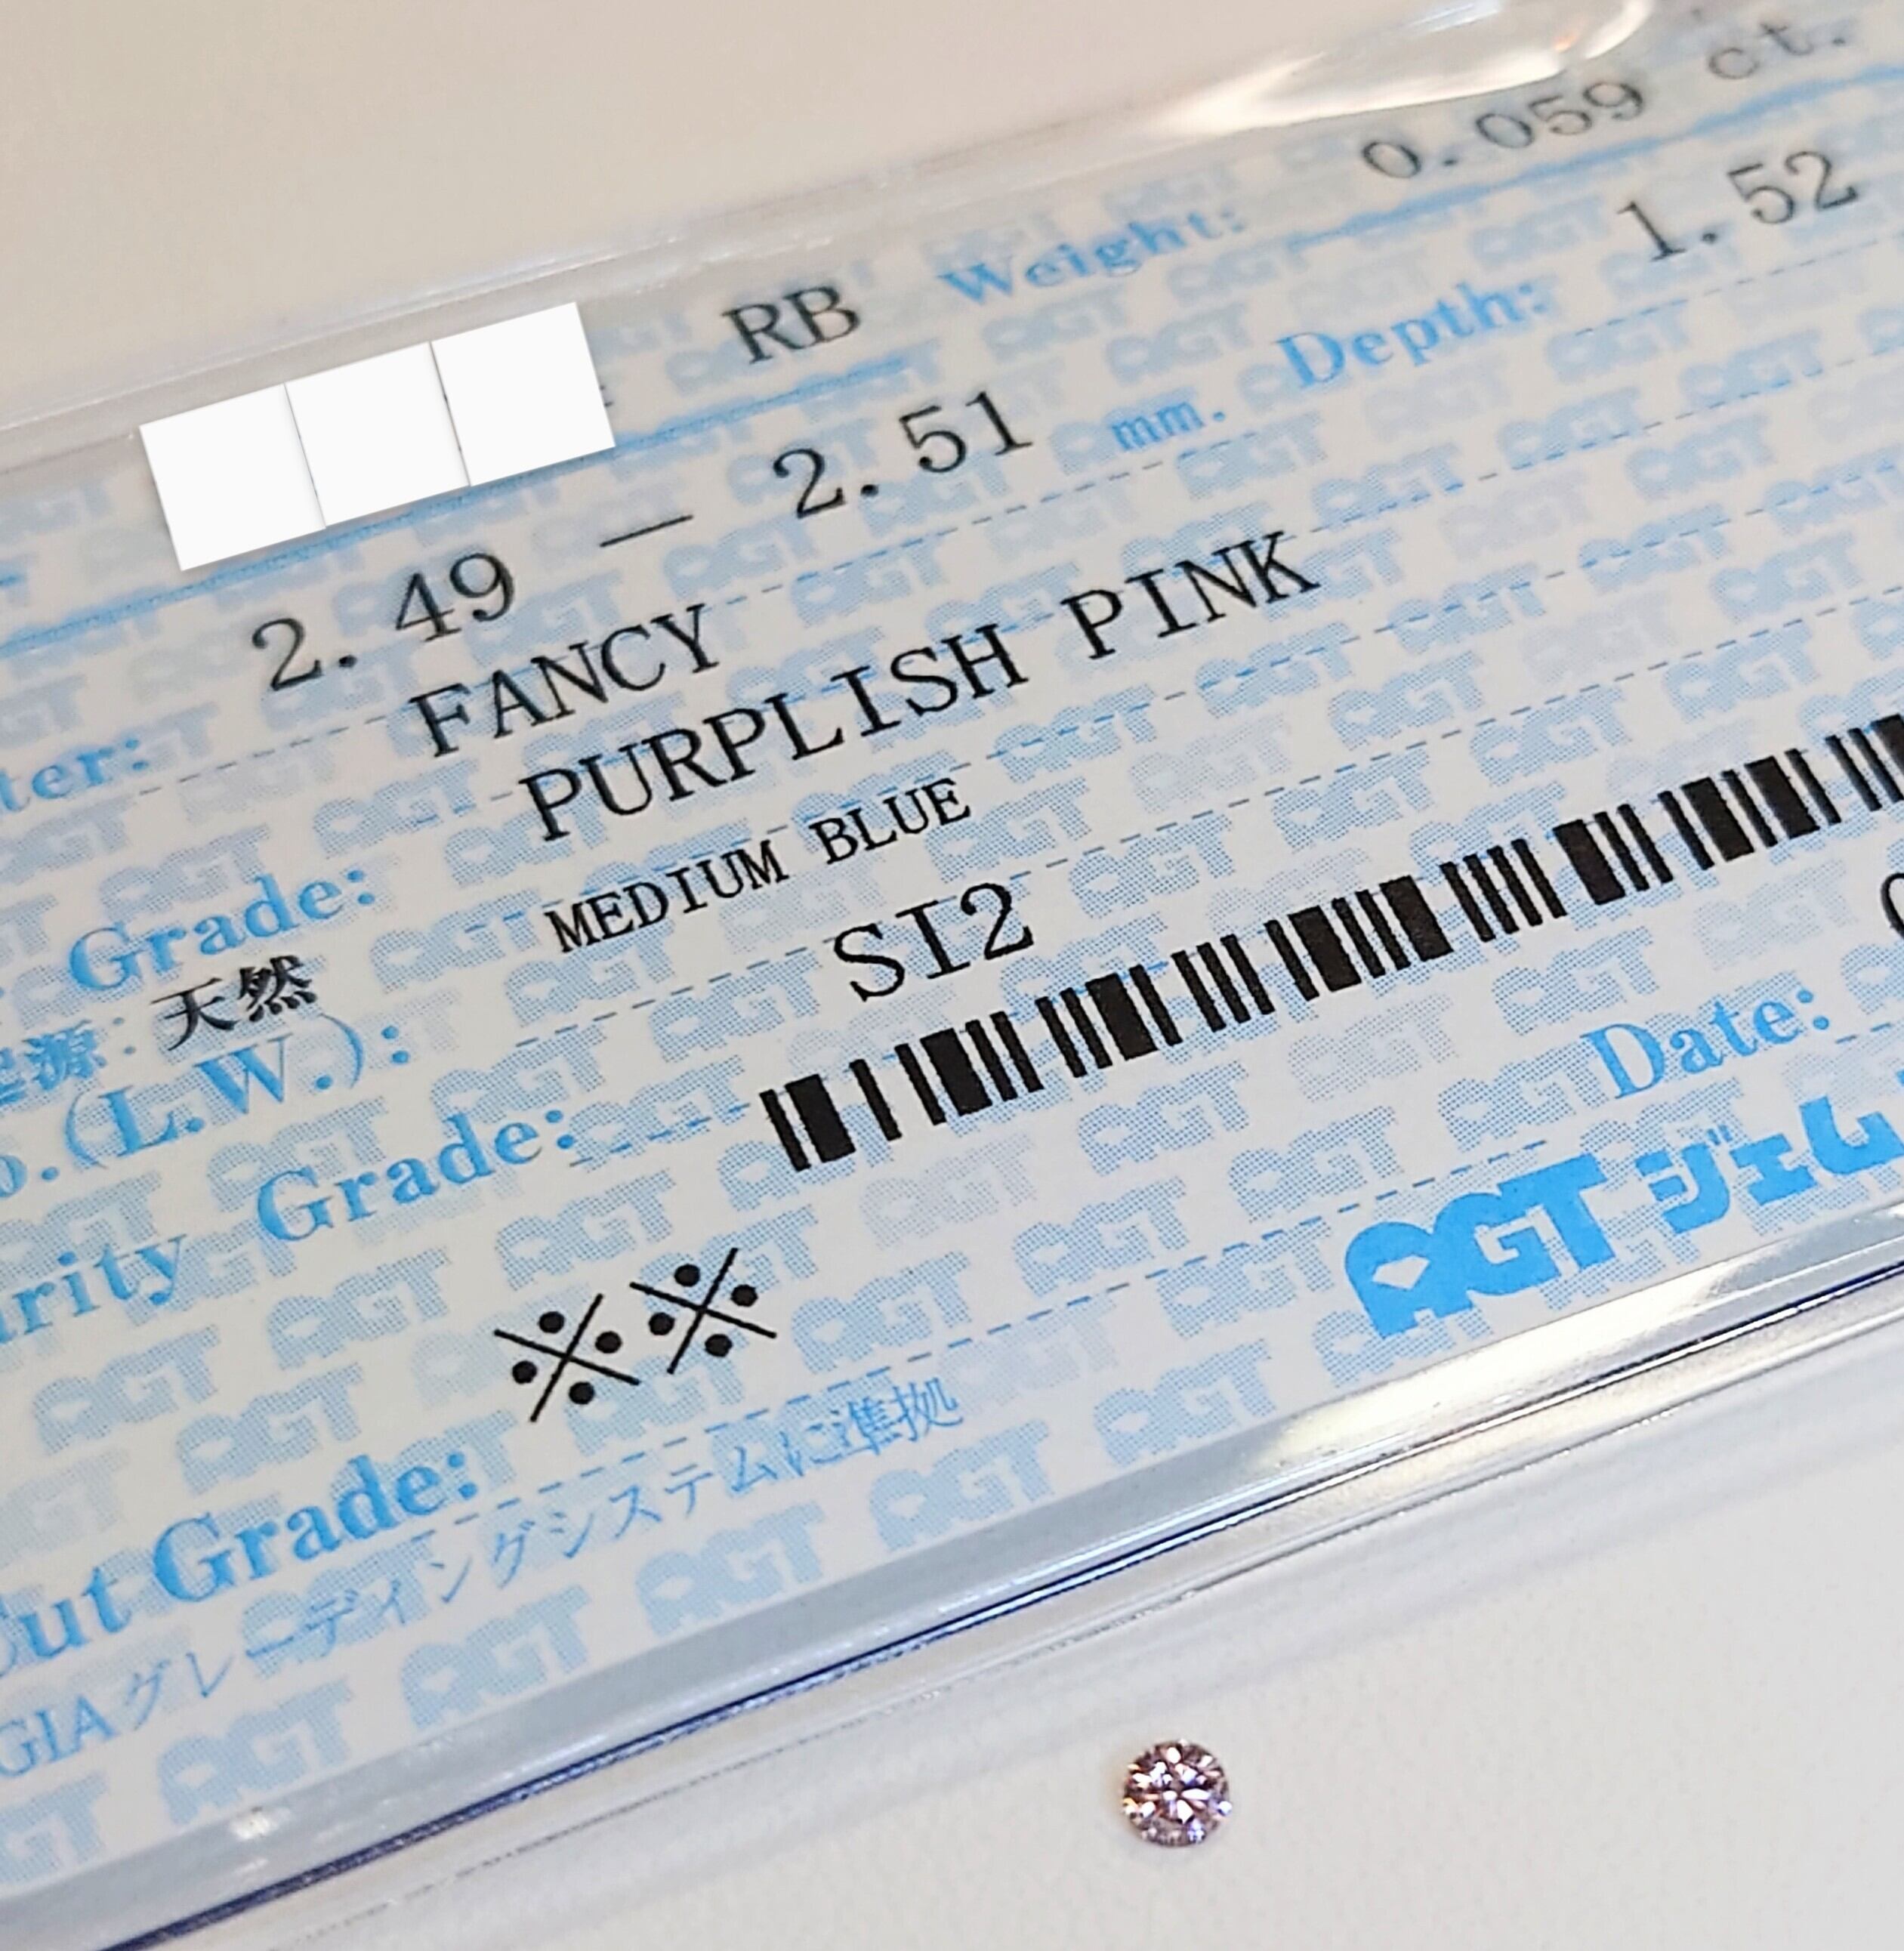 RB Weight: 0.059 ct.
ter: 2.49 — 2.51 mm. Depth: 1.52
Grade: FANCY
PURPLISH PINK
源: 天然
o.(L.W.): MEDIUM BLUE
rity Grade: SI2
Date:
※※
ut Grade:
GIAグレーディングシステムに準拠
AGT ジェム